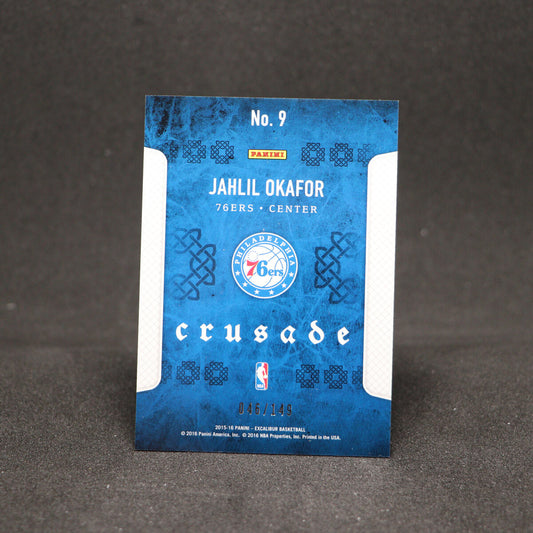 No. 9
PANINI
JAHLIL OKAFOR
76ERS • CENTER
PHILADELPHIA
76ers
crusade
NBA
046/149
2015-16 PANINI - EXCALIBUR BASKETBALL
© 2016 Panini America, Inc. © 2016 NBA Properties, Inc. Printed in the USA.